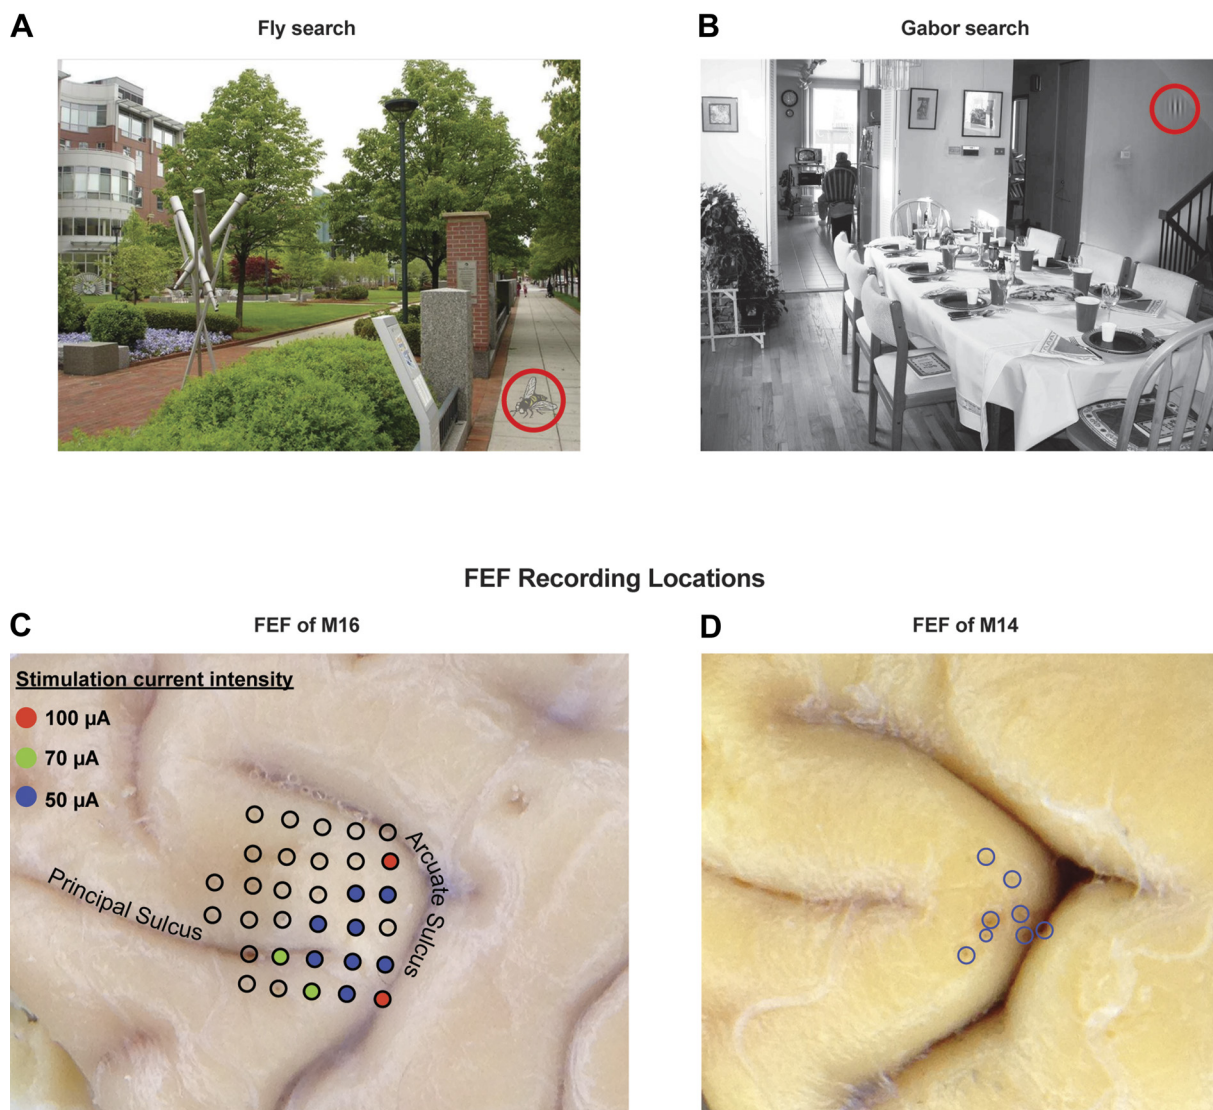 A
Fly search
B
Gabor search
FEF Recording Locations
C
FEF of M16
D
FEF of M14
Stimulation current intensity
100 µA
70 µA
50 µA
Principal Sulcus
Arcuate Sulcus